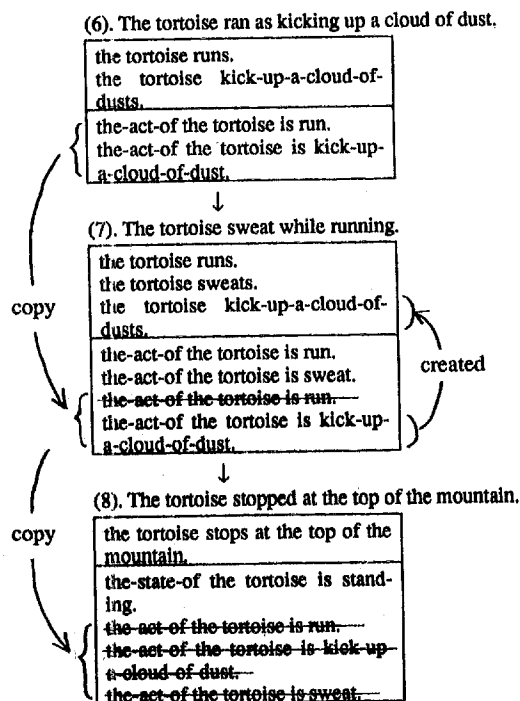 (6). The tortoise ran as kicking up a cloud of dust.
the tortoise runs.
the tortoise kick-up-a-cloud-of-
dusts.
the-act-of the tortoise is run.
the-act-of the tortoise is kick-up-
a-cloud-of-dust.
↓
(7). The tortoise sweat while running.
the tortoise runs.
the tortoise sweats.
the tortoise kick-up-a-cloud-of-
dusts.
copy
the-act-of the tortoise is run.
the-act-of the tortoise is sweat.
created
the-act-of the tortoise is run.
the-act-of the tortoise is kick-up-
a-cloud-of-dust.
↓
(8). The tortoise stopped at the top of the mountain.
copy
the tortoise stops at the top of the
mountain.
the-state-of the tortoise is stand-
ing.
the-act-of the tortoise is run.
the-act-of the tortoise is kick-up-
a-cloud-of-dust.
the-act-of the tortoise is sweat.